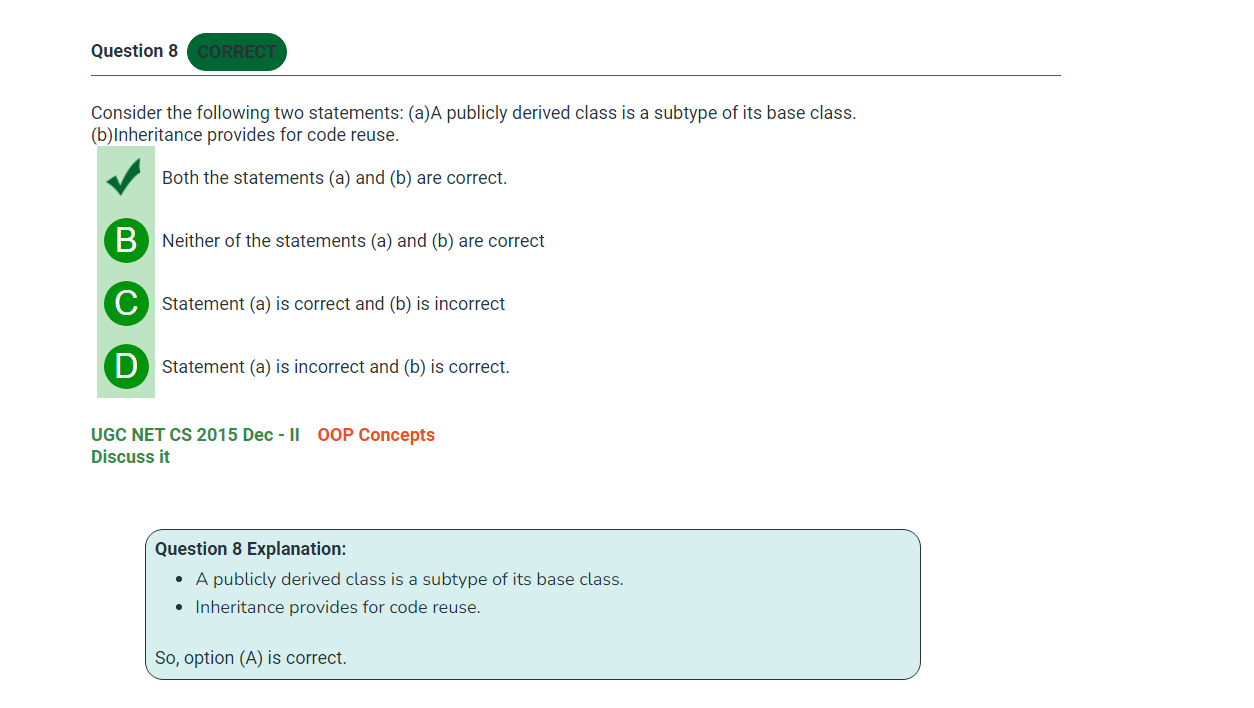 Question 8 CORRECT
Consider the following two statements: (a)A publicly derived class is a subtype of its base class.
(b)Inheritance provides for code reuse.
Both the statements (a) and (b) are correct.
B Neither of the statements (a) and (b) are correct
C Statement (a) is correct and (b) is incorrect
D Statement (a) is incorrect and (b) is correct.
UGC NET CS 2015 Dec - II OOP Concepts
Discuss it
Question 8 Explanation:
• A publicly derived class is a subtype of its base class.
• Inheritance provides for code reuse.
So, option (A) is correct.